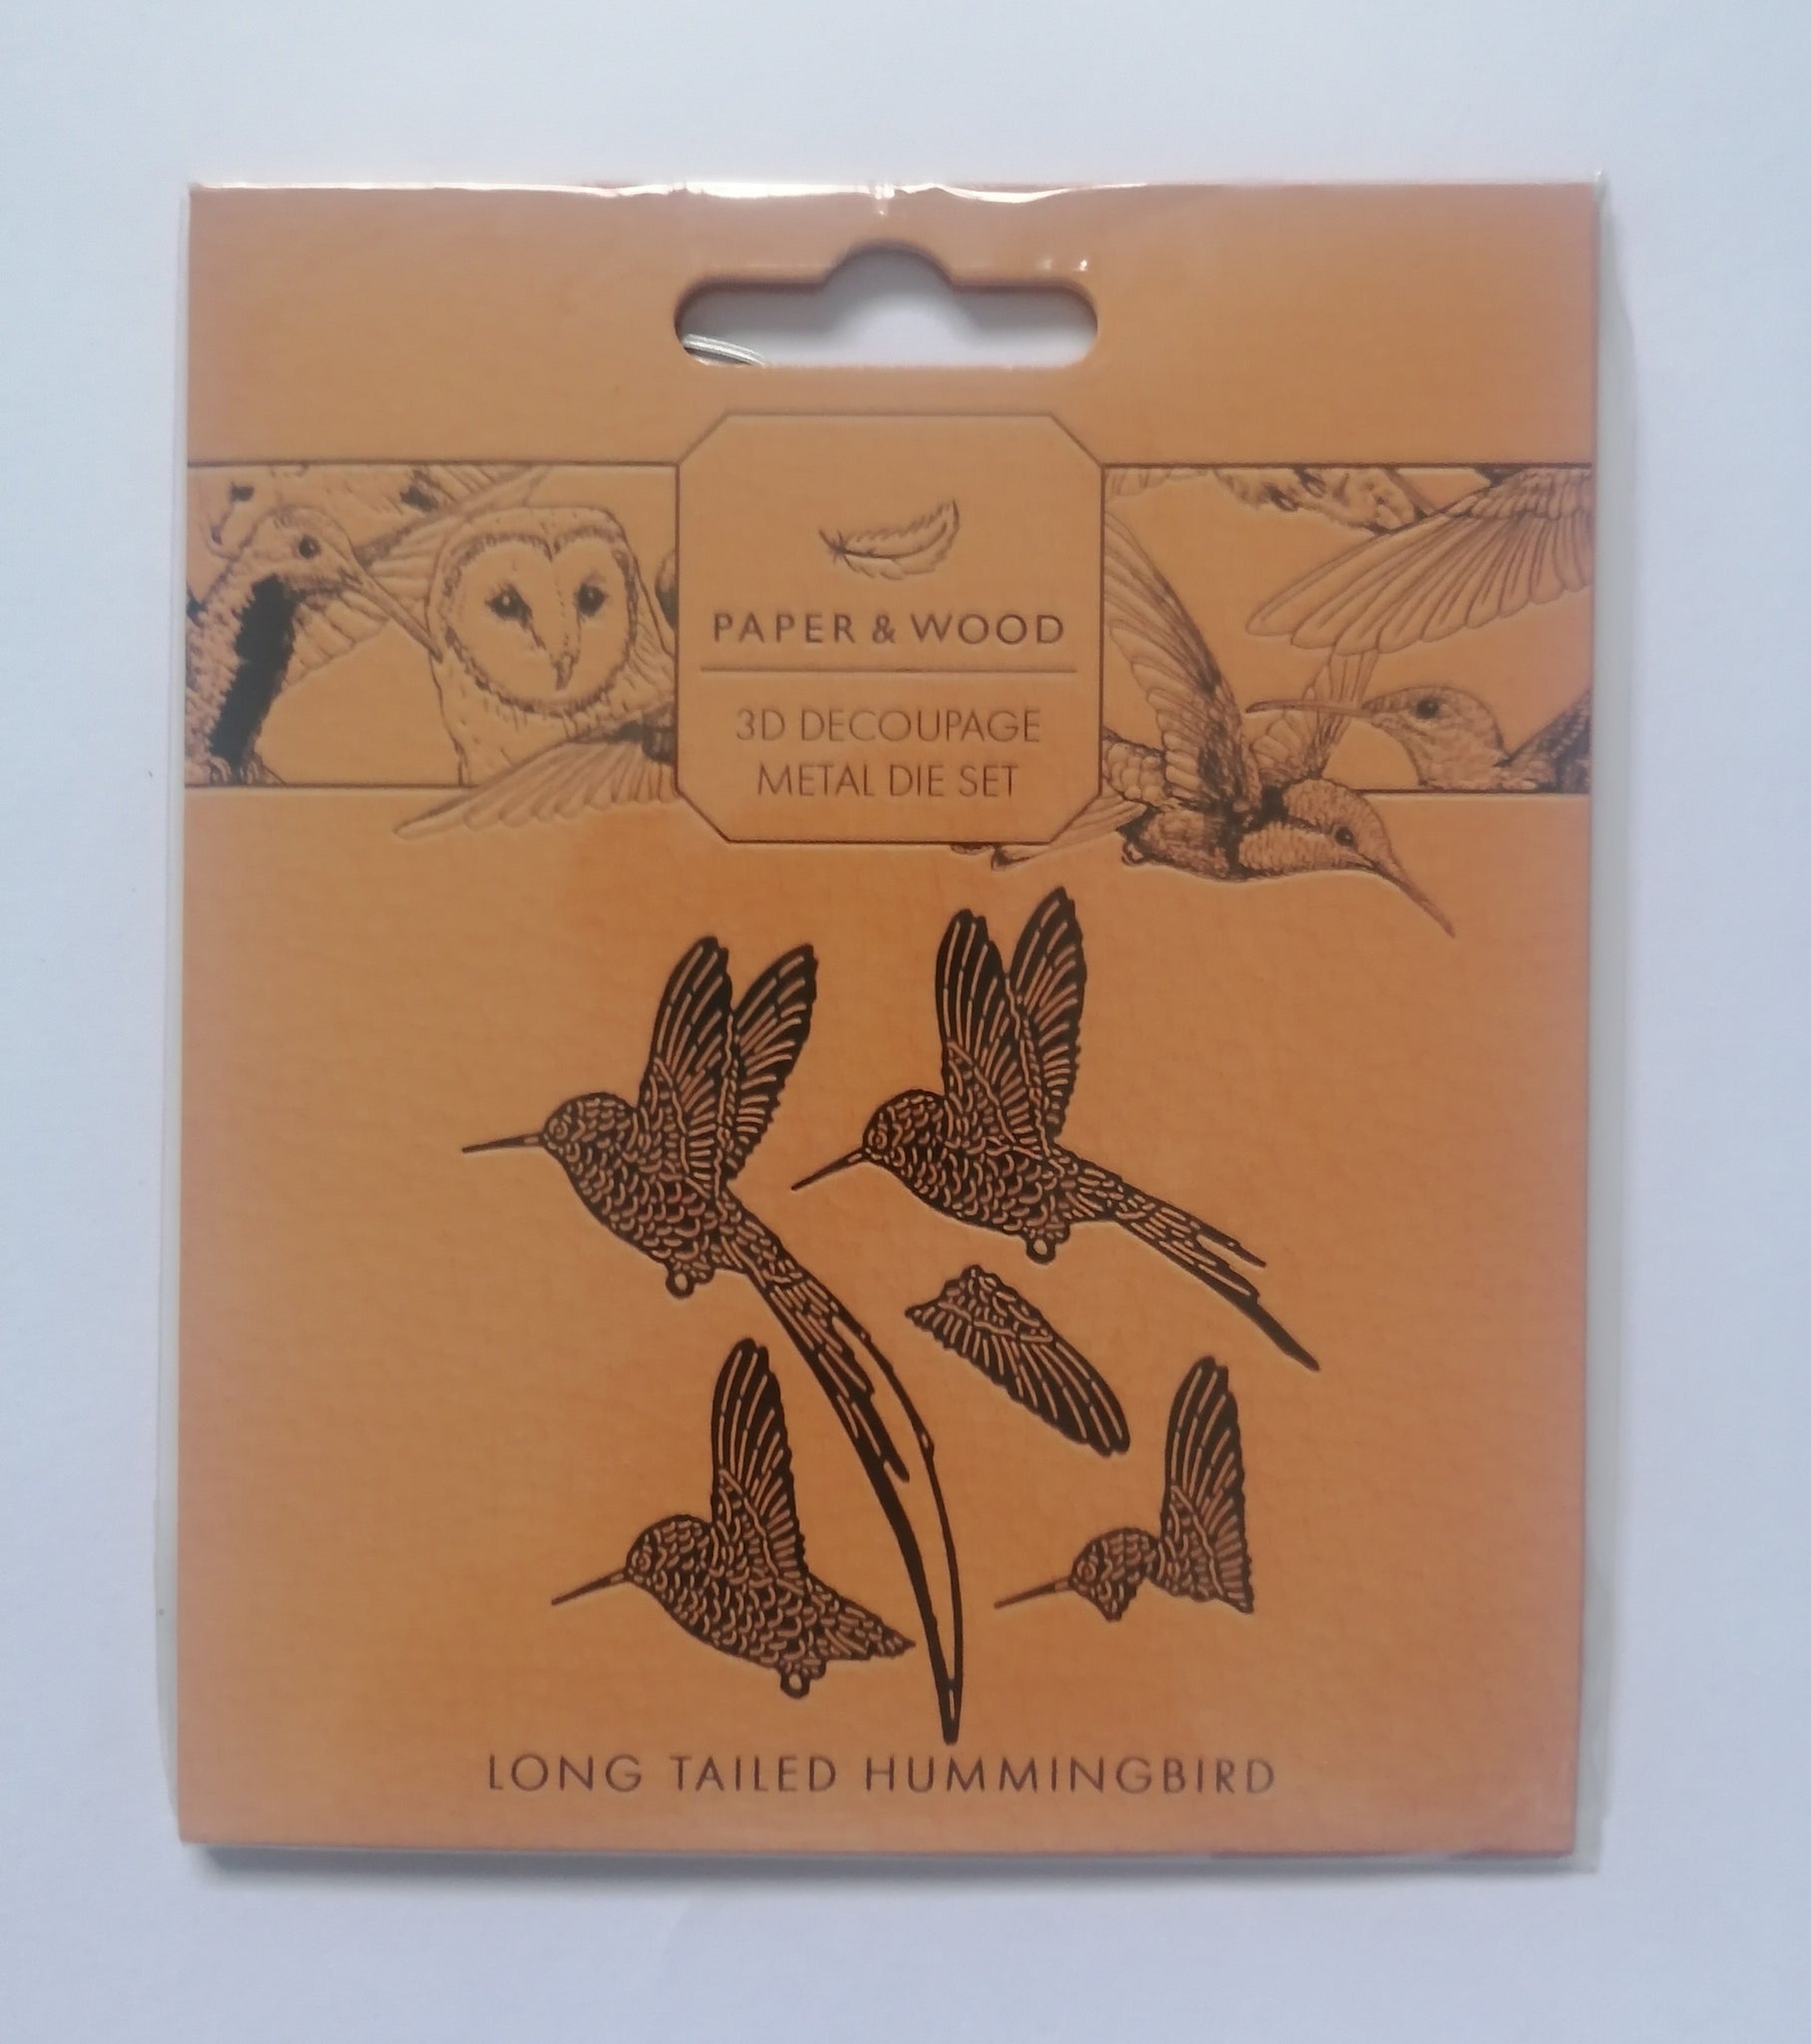 PAPER & WOOD
3D DECOUPAGE
METAL DIE SET
LONG TAILED HUMMINGBIRD